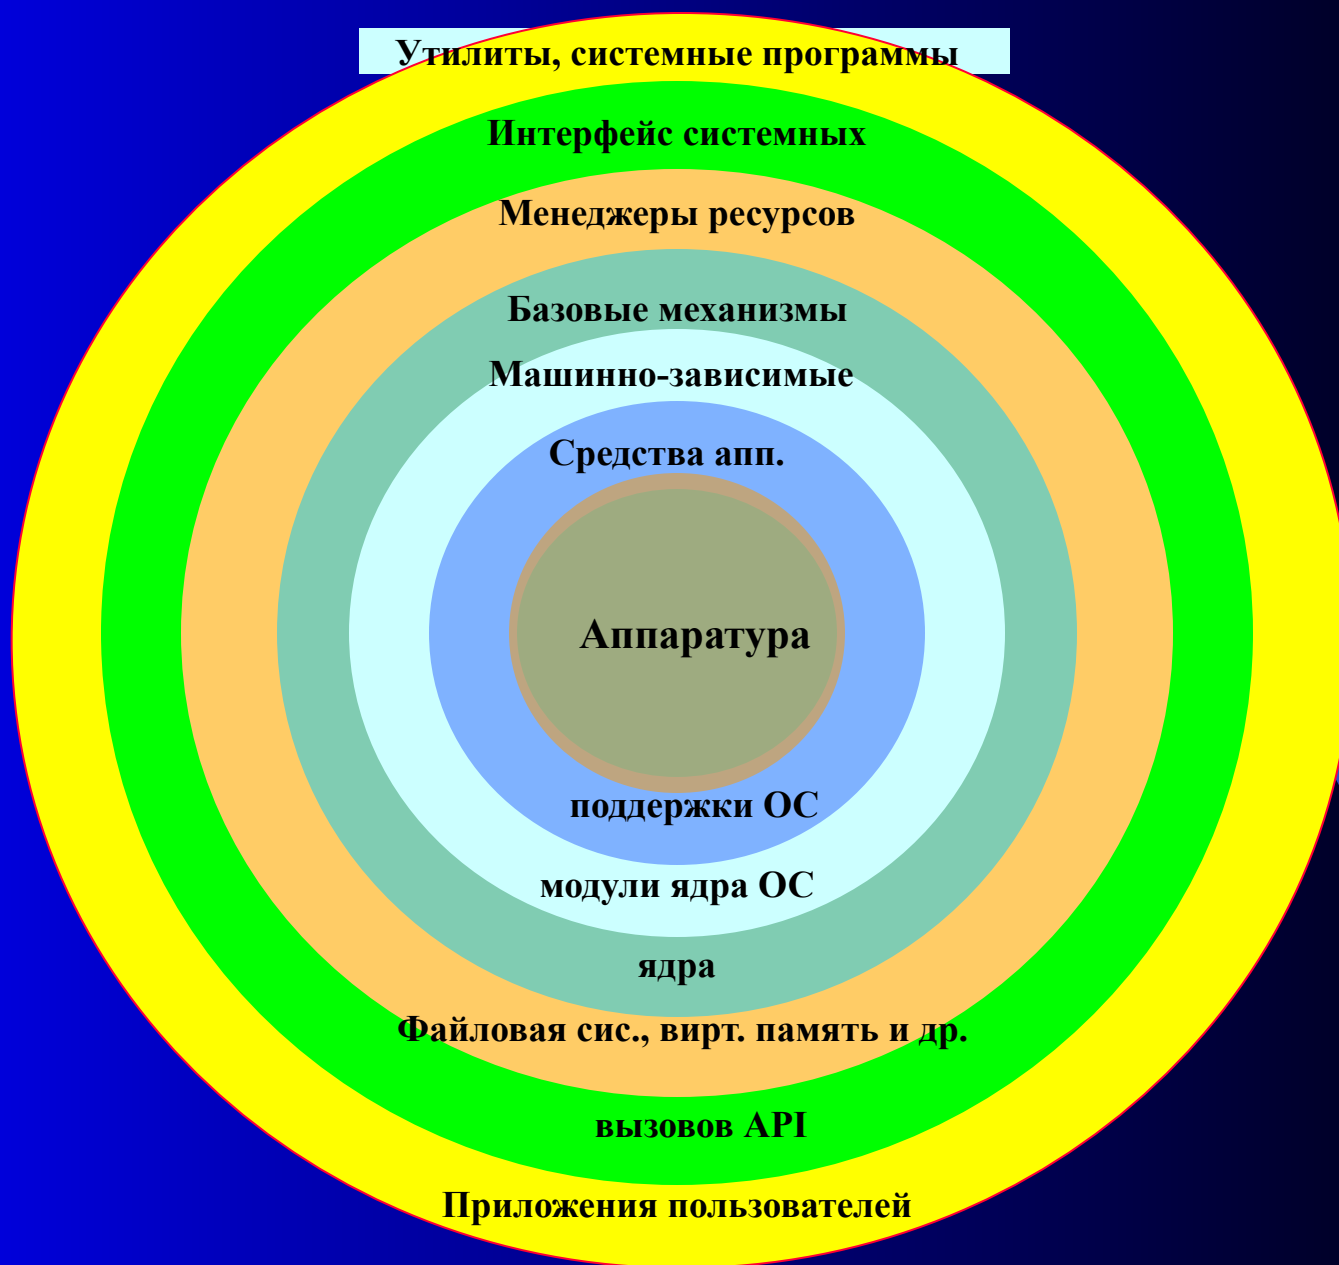 Утилиты, системные программы
Интерфейс системных
Менеджеры ресурсов
Базовые механизмы
Машинно-зависимые
Средства апп.
Аппаратура
поддержки ОС
модули ядра ОС
ядра
Файловая сис., вирт. память и др.
вызовов API
Приложения пользователей